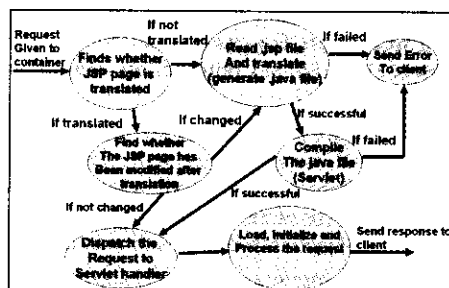 Request
Given to
container
Finds whether
JSP page is
translated
If not
translated
Read .jsp file
And translate
(generate .java file)
If failed
Send Error
To client
If translated
If changed
If successful
Find whether
The JSP page has
Been modified after
translation
Compile
The java file
(Servlet)
If failed
If successful
If not changed
Dispatch the
Request to
Servlet handler
Load, Initialize and
Process the request
Send response to
client